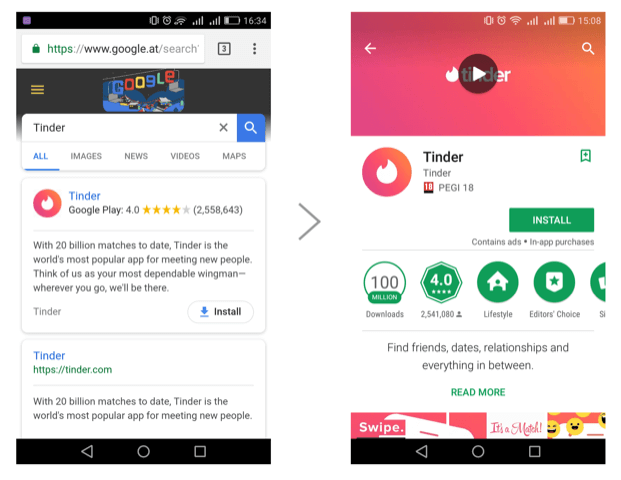 16:34
https://www.google.at/search
3
Google
Tinder
ALL IMAGES NEWS VIDEOS MAPS
Tinder
Google Play: 4.0 (2,558,643)
With 20 billion matches to date, Tinder is the
world's most popular app for meeting new people.
Think of us as your most dependable wingman—
wherever you go, we'll be there.
Tinder
Install
Tinder
https://tinder.com
With 20 billion matches to date, Tinder is the
world's most popular app for meeting new people.
15:08
tinder
Tinder
Tinder
18 PEGI 18
INSTALL
Contains ads • In-app purchases
100
MILLION
4.0
Downloads 2,541,080 Lifestyle Editors' Choice
Find friends, dates, relationships and
everything in between.
READ MORE
Swipe.
It's a Match!